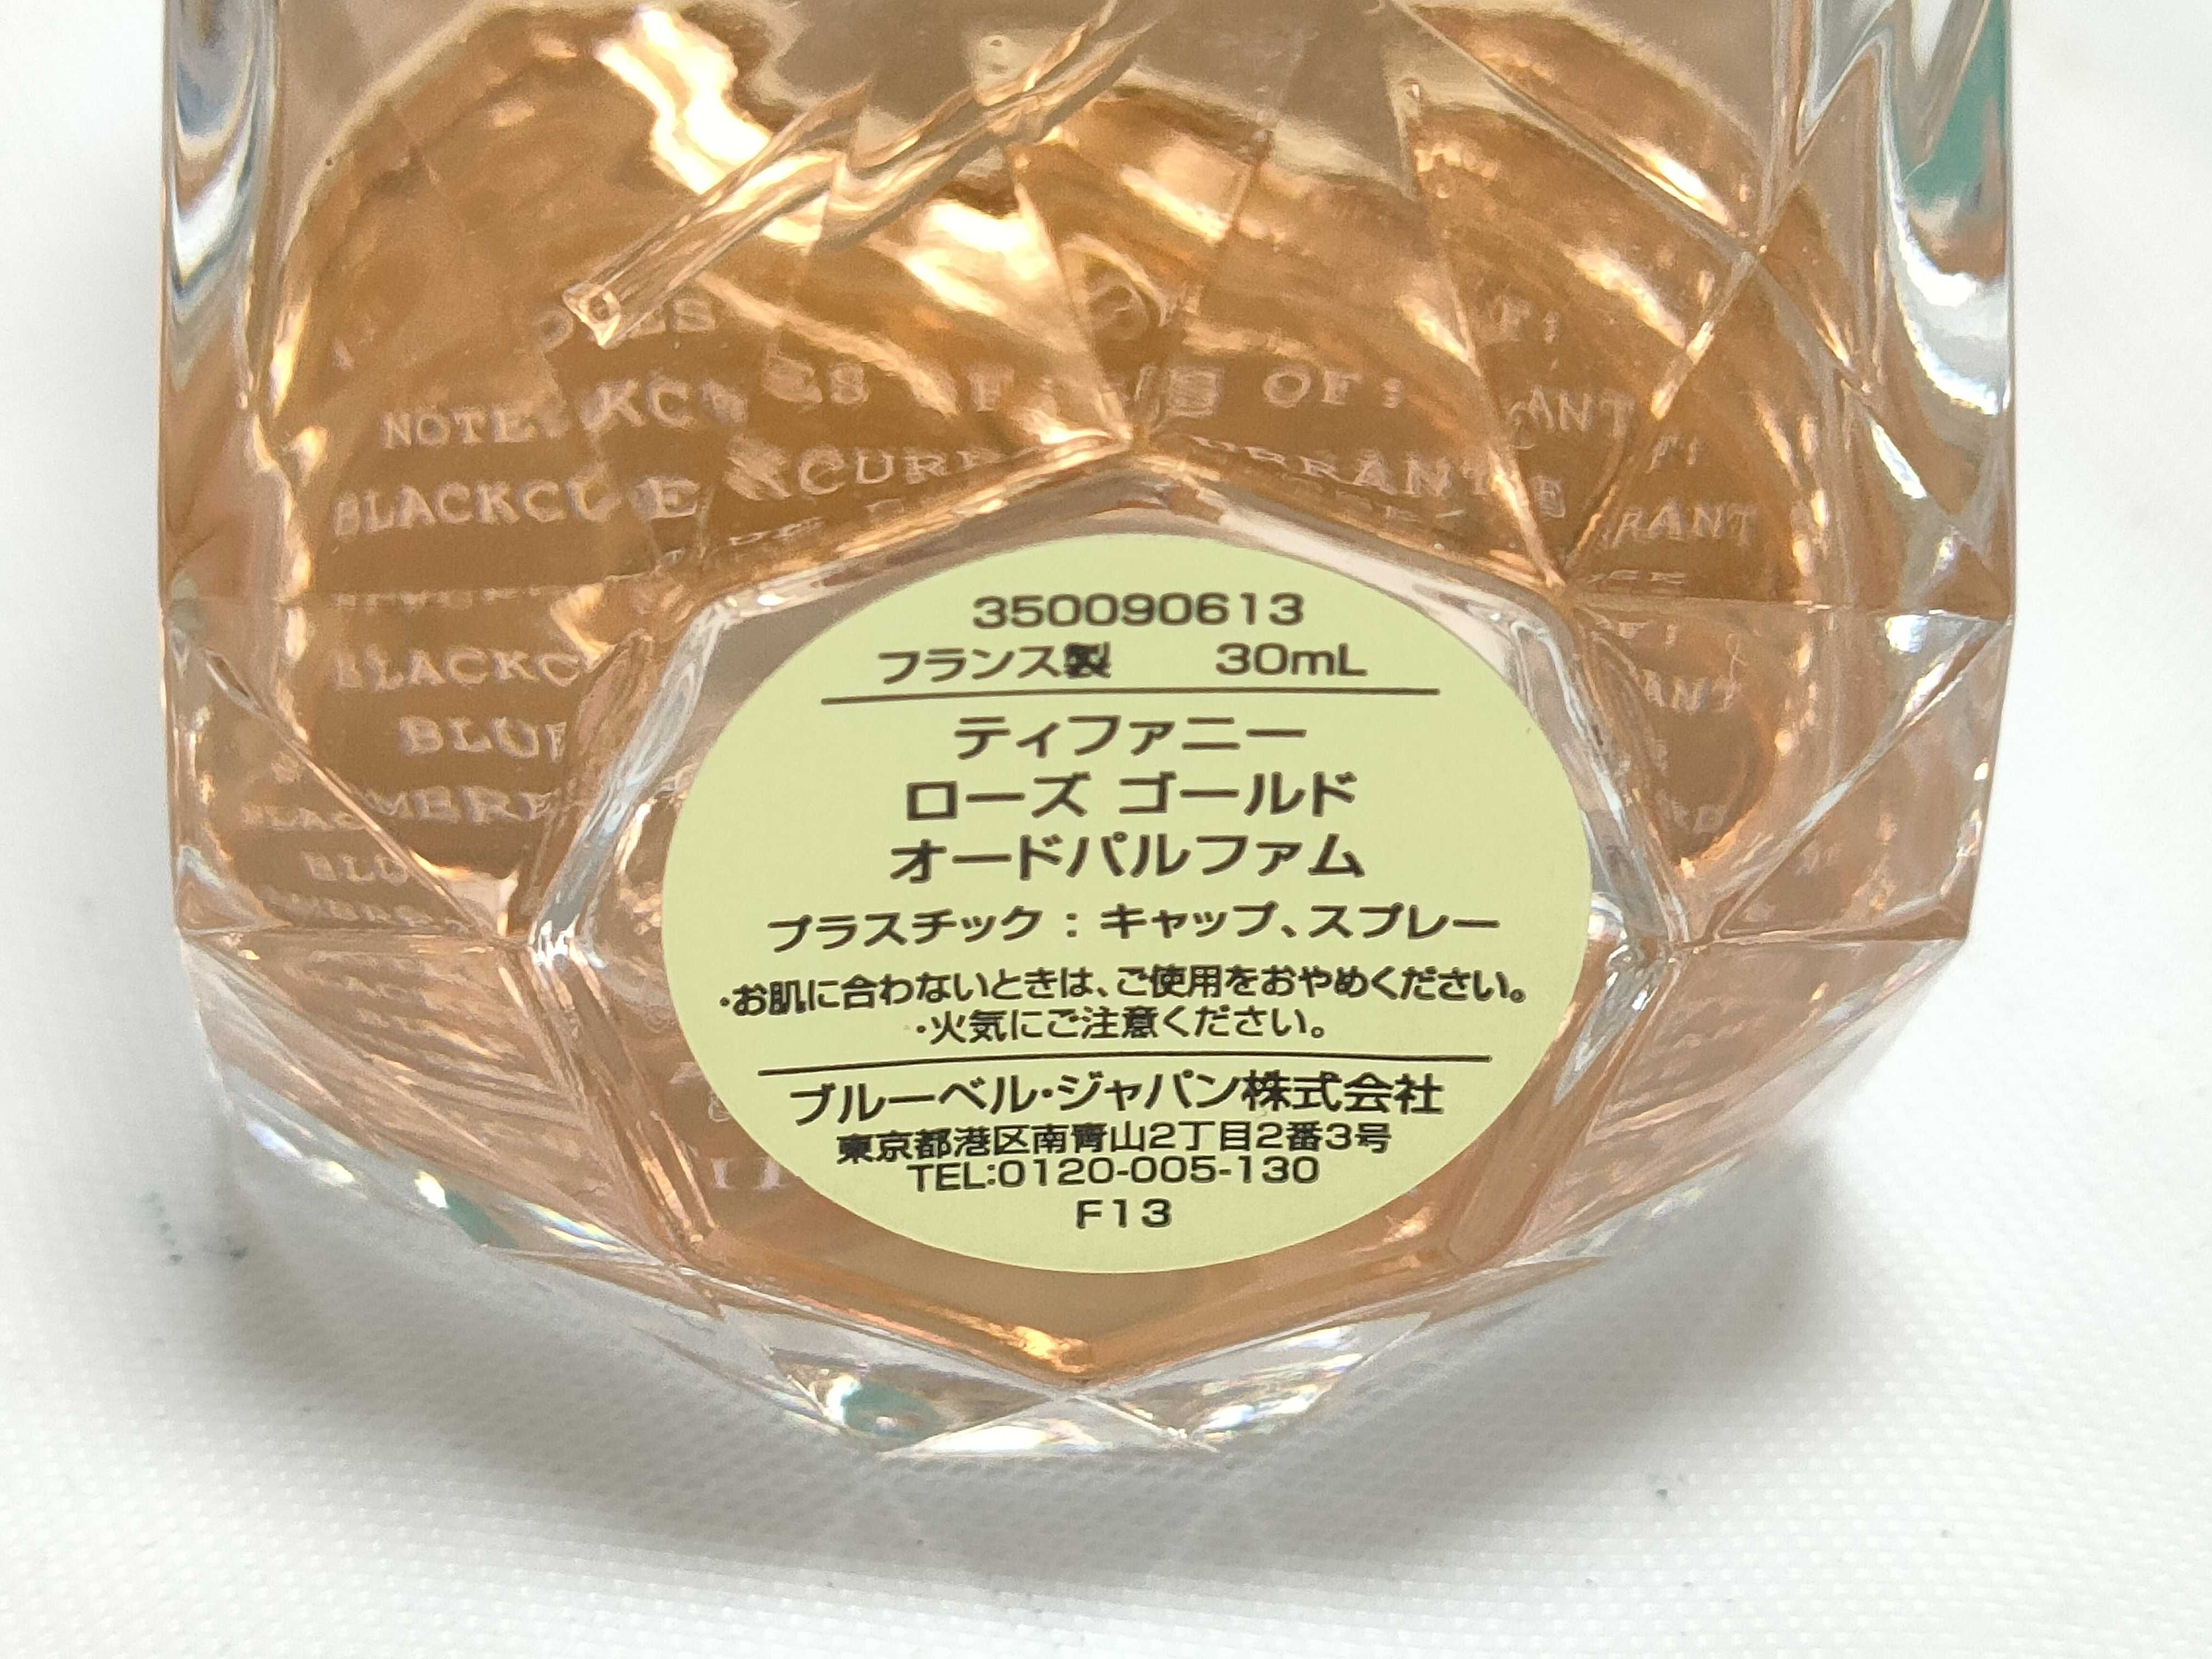 NOTES OF:
BLACKCURRANT
BLUE
350090613
フランス製 30mL
ティファニー
ローズ ゴールド
オードパルファム
プラスチック：キャップ、スプレー
・お肌に合わないときは、ご使用をおやめください。
・火気にご注意ください。
ブルーベル・ジャパン株式会社
東京都港区南青山2丁目2番3号
TEL:0120-005-130
F13